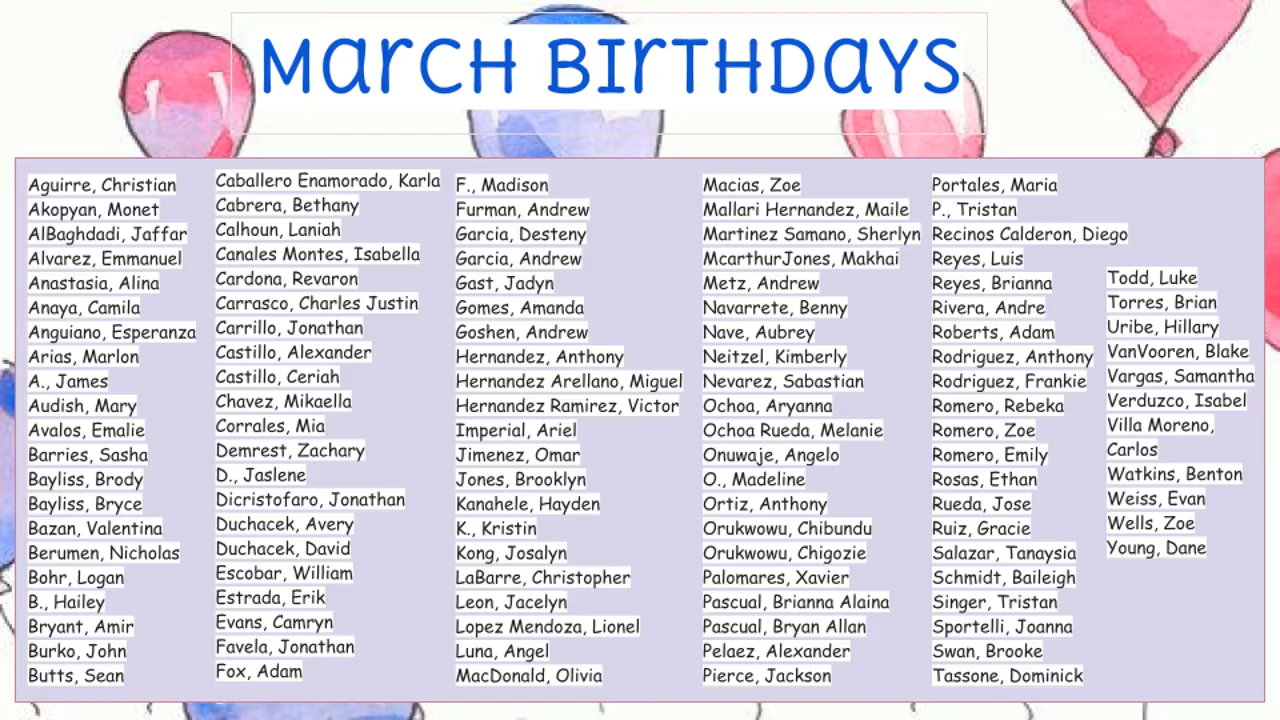 March Birthdays
Aguirre, Christian
Akopyan, Monet
AlBaghdadi, Jaffar
Alvarez, Emmanuel
Anastasia, Alina
Anaya, Camila
Anguiano, Esperanza
Arias, Marlon
A., James
Audish, Mary
Avalos, Emalie
Barries, Sasha
Bayliss, Brody
Bayliss, Bryce
Bazan, Valentina
Berumen, Nicholas
Bohr, Logan
B., Hailey
Bryant, Amir
Burko, John
Butts, Sean
Caballero Enamorado, Karla
Cabrera, Bethany
Calhoun, Laniah
Canales Montes, Isabella
Cardona, Revaron
Carrasco, Charles Justin
Carrillo, Jonathan
Castillo, Alexander
Castillo, Ceriah
Chavez, Mikaella
Corrales, Mia
Demrest, Zachary
D., Jaslene
Dicristofaro, Jonathan
Duchacek, Avery
Duchacek, David
Escobar, William
Estrada, Erik
Evans, Camryn
Favela, Jonathan
Fox, Adam
F., Madison
Furman, Andrew
Garcia, Desteny
Garcia, Andrew
Gast, Jadyn
Gomes, Amanda
Goshen, Andrew
Hernandez, Anthony
Hernandez Arellano, Miguel
Hernandez Ramirez, Victor
Imperial, Ariel
Jimenez, Omar
Jones, Brooklyn
Kanahele, Hayden
K., Kristin
Kong, Josalyn
LaBarre, Christopher
Leon, Jacelyn
Lopez Mendoza, Lionel
Luna, Angel
MacDonald, Olivia
Macias, Zoe
Mallari Hernandez, Maile
Martinez Samano, Sherlyn
McarthurJones, Makhai
Metz, Andrew
Navarrete, Benny
Nave, Aubrey
Neitzel, Kimberly
Nevarez, Sabastian
Ochoa, Aryanna
Ochoa Rueda, Melanie
Onuwaje, Angelo
O., Madeline
Ortiz, Anthony
Orukwowu, Chibundu
Orukwowu, Chigozie
Palomares, Xavier
Pascual, Brianna Alaina
Pascual, Bryan Allan
Pelaez, Alexander
Pierce, Jackson
Portales, Maria
P., Tristan
Recinos Calderon, Diego
Reyes, Luis
Reyes, Brianna
Rivera, Andre
Roberts, Adam
Rodriguez, Anthony
Rodriguez, Frankie
Romero, Rebeka
Romero, Zoe
Romero, Emily
Rosas, Ethan
Rueda, Jose
Ruiz, Gracie
Salazar, Tanaysia
Schmidt, Baileigh
Singer, Tristan
Sportelli, Joanna
Swan, Brooke
Tassone, Dominick
Todd, Luke
Torres, Brian
Uribe, Hillary
VanVooren, Blake
Vargas, Samantha
Verduzco, Isabel
Villa Moreno,
Carlos
Watkins, Benton
Weiss, Evan
Wells, Zoe
Young, Dane